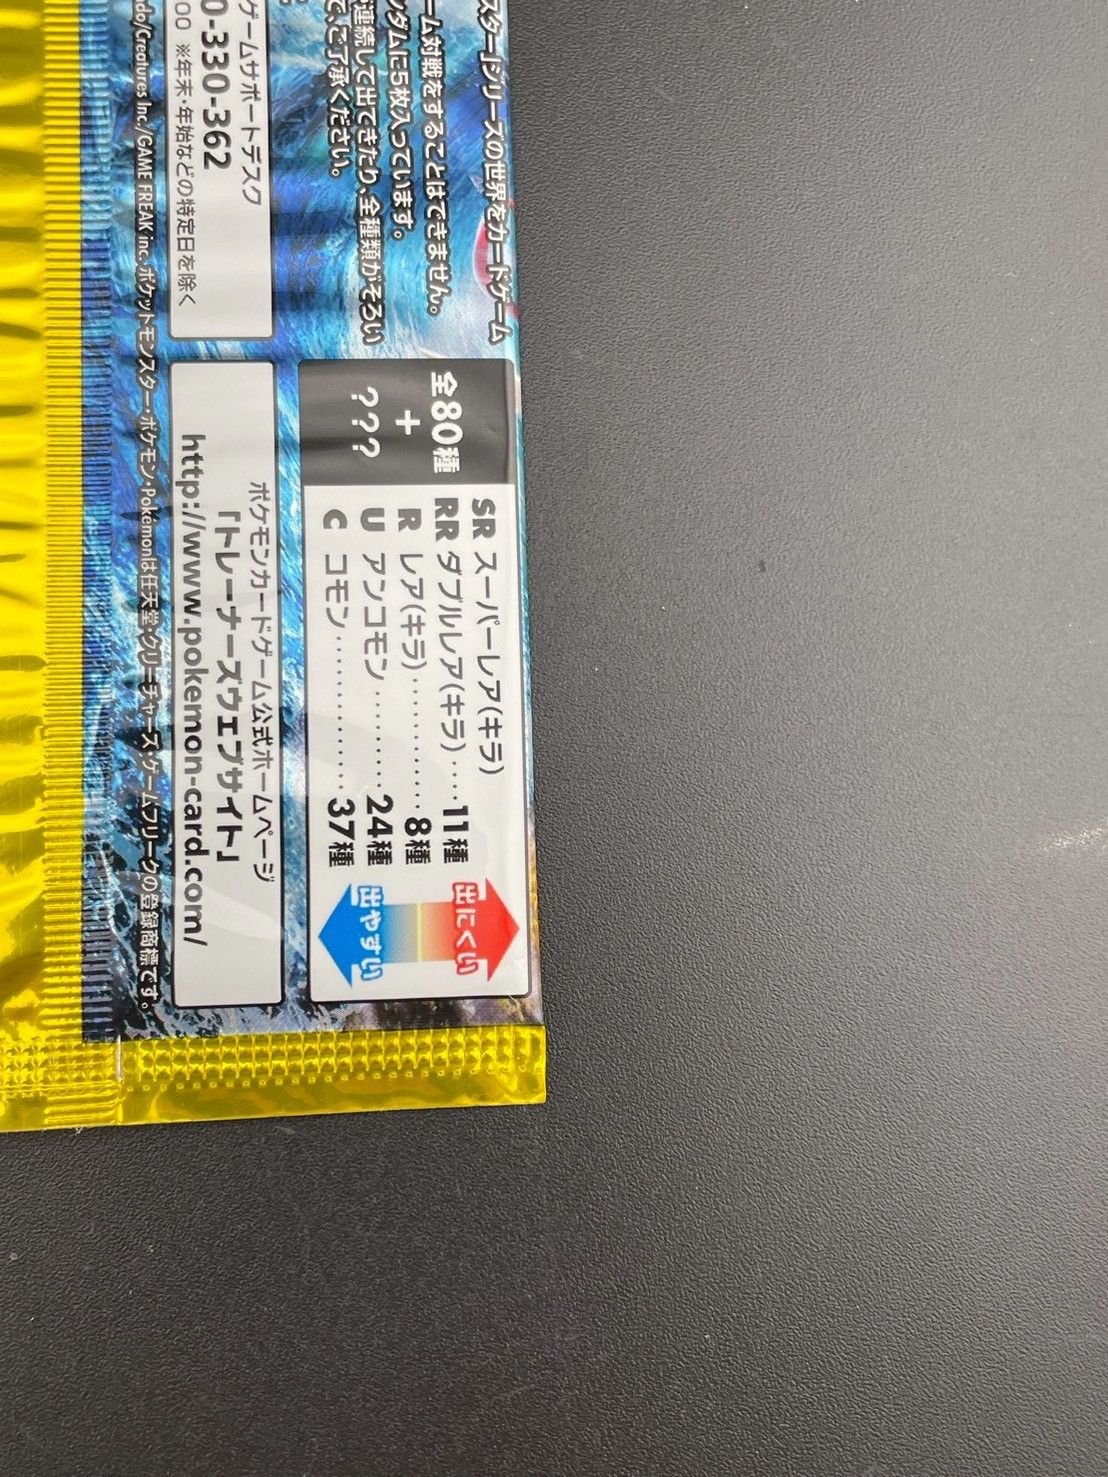 スター」シリーズの世界をカードゲーム
ーム対戦をすることはできません。
ンダムに5枚入っています。
連続して出てきたり、全種類がそろい
で、ご了承ください。
ゲームサポートデスク
0-330-362
00 ※年末・年始などの特定日を除く
全80種
+
???
SR スーパーレア(キラ)
RR ダブルレア(キラ)....11種
R レア(キラ)............8種
U アンコモン..........24種
C コモン................37種
出にくい
出やすい
ポケモンカードゲーム公式ホームページ
「トレーナーズウェブサイト」
http://www.pokemon-card.com/
do/Creatures Inc./GAME FREAK inc. ポケットモンスター・ポケモン・Pokémonは任天堂・クリーチャーズ・ゲームフリークの登録商標です。